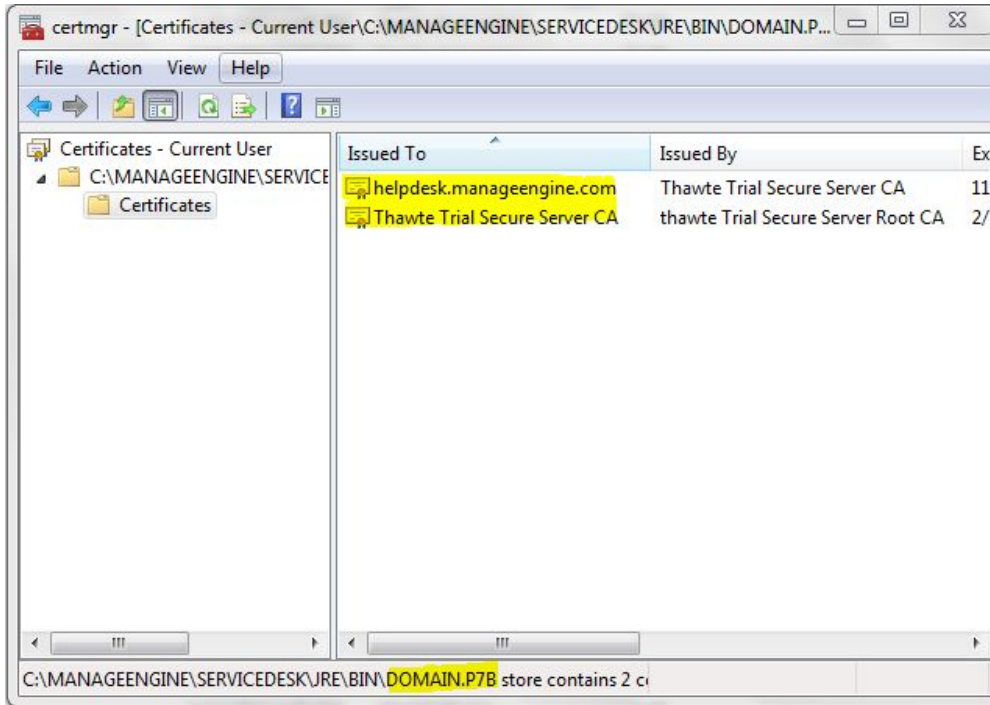 certmgr - [Certificates - Current User\C:\MANAGEENGINE\SERVICEDESK\JRE\BIN\DOMAIN.P...
File Action View Help
Certificates - Current User
C:\MANAGEENGINE\SERVICE
Certificates
Issued To Issued By Ex
helpdesk.manageengine.com Thawte Trial Secure Server CA 11
Thawte Trial Secure Server CA thawte Trial Secure Server Root CA 2/
C:\MANAGEENGINE\SERVICEDESK\JRE\BIN\DOMAIN.P7B store contains 2 c